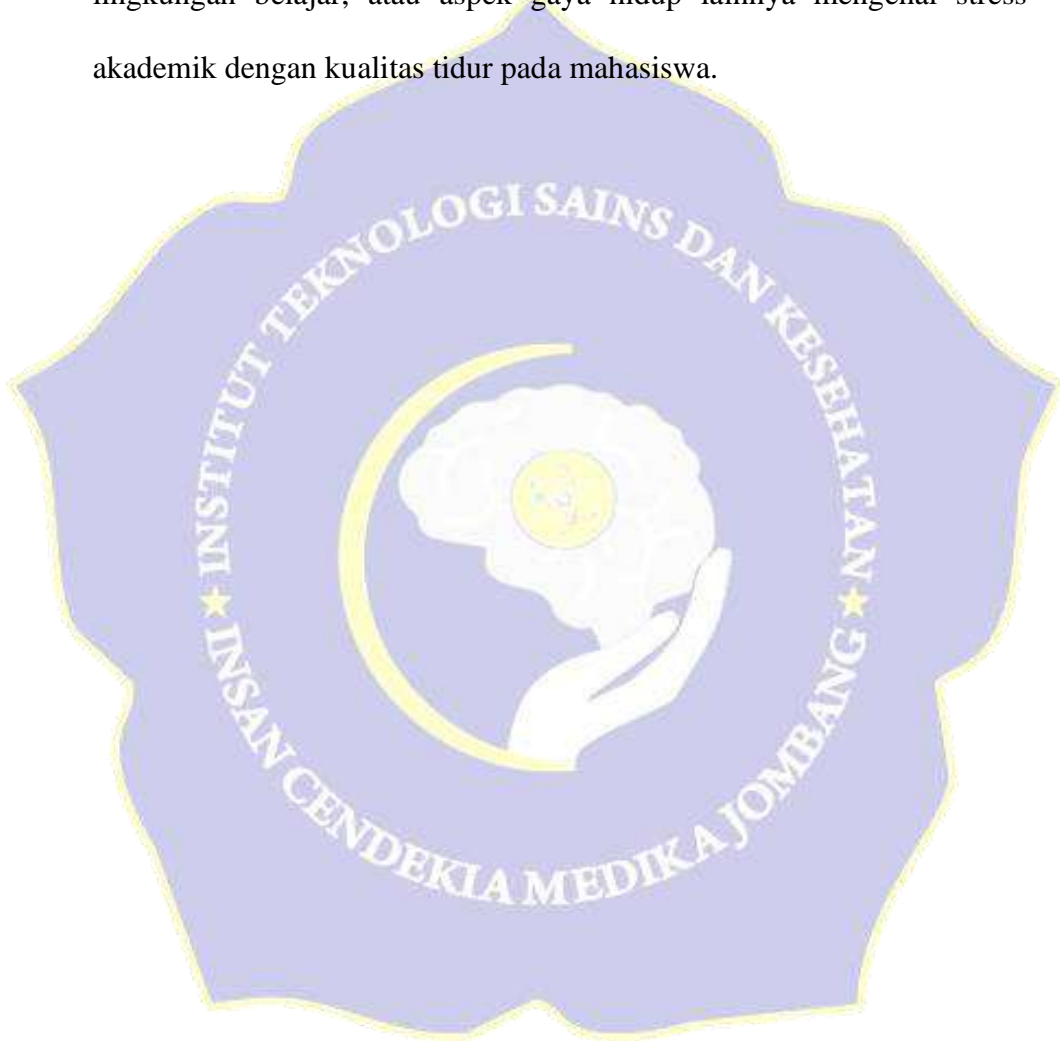 lingkungan belajar, atau aspek gaya hidup lainnya mengenai stress
akademik dengan kualitas tidur pada mahasiswa.
INSTITUT TEKNOLOGI SAINS DAN KESEHATAN
INSAN CENDEKIA MEDIKA JOMBANG